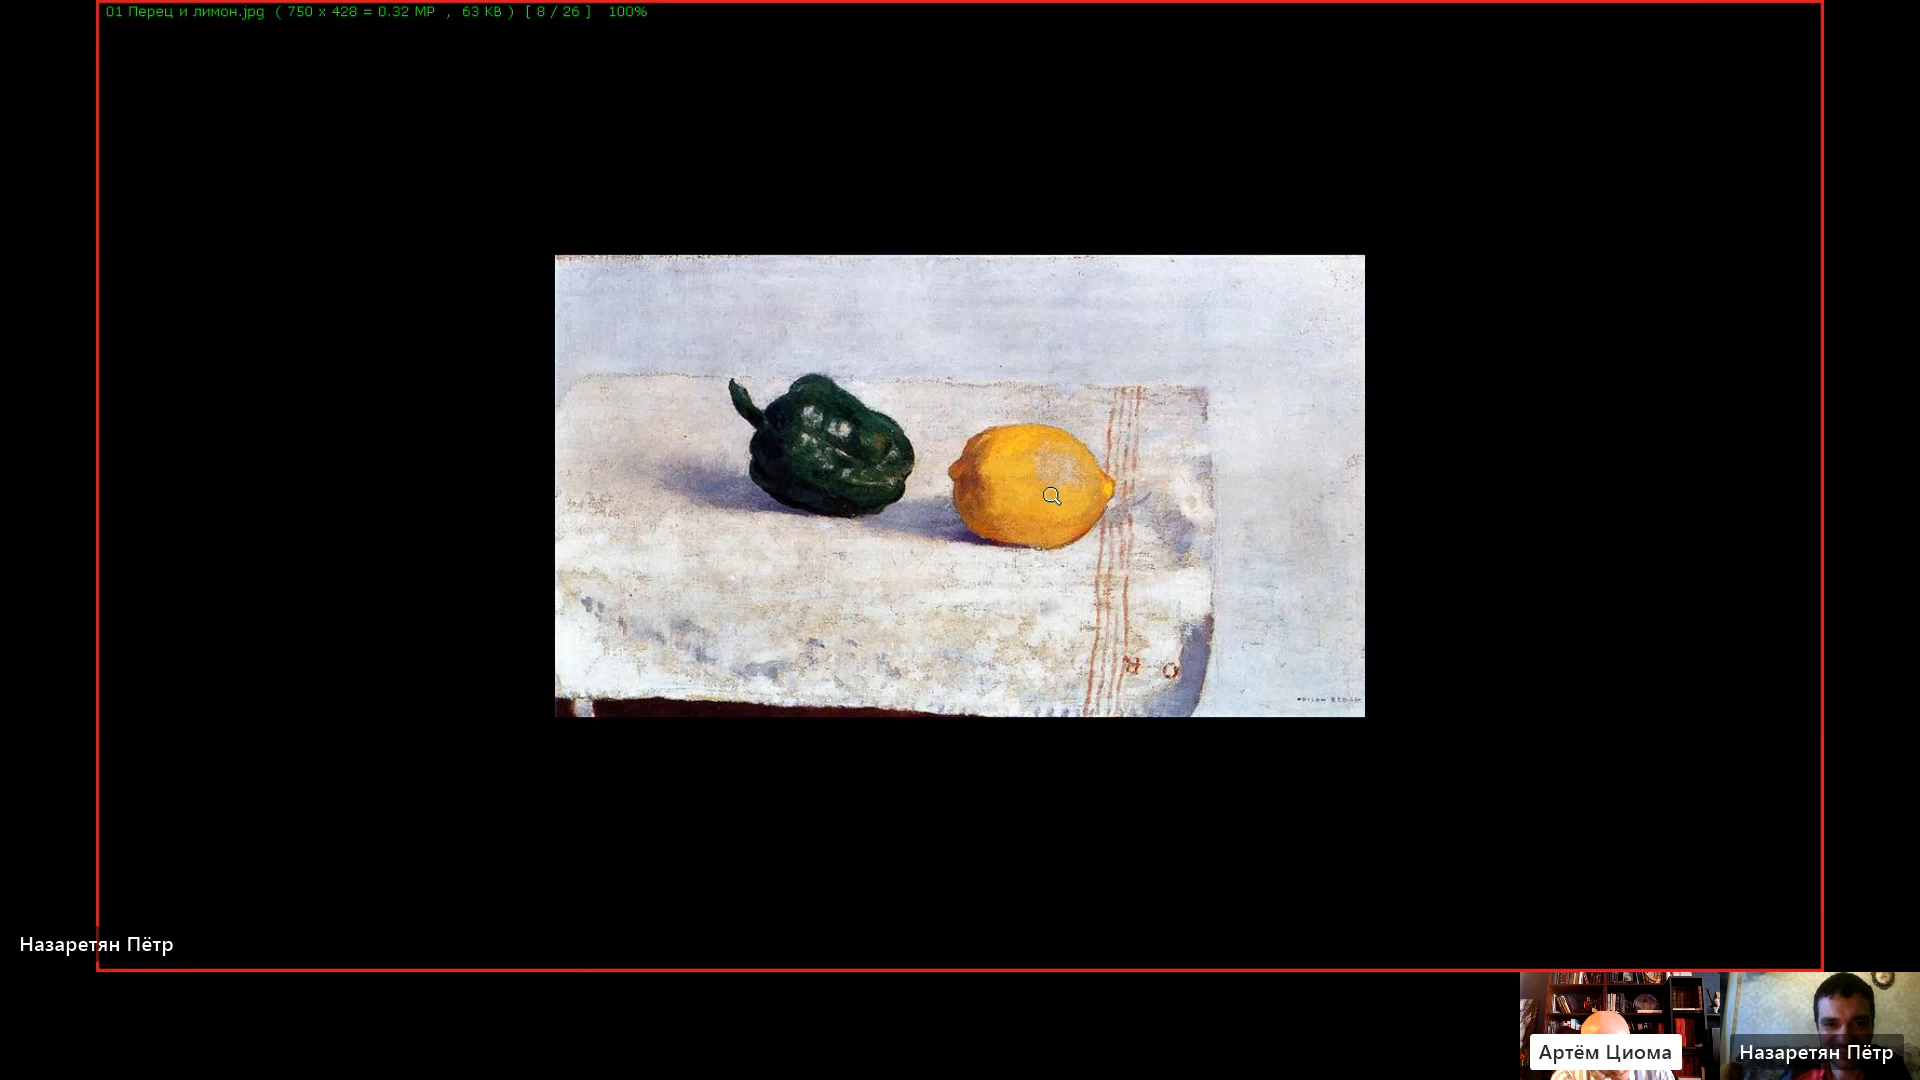 01 Перец и лимон.jpg ( 750 x 428 = 0.32 MP , 63 KB ) [ 8 / 26 ] 100%
Назаретян Пётр
Артём Циома
Назаретян Пётр